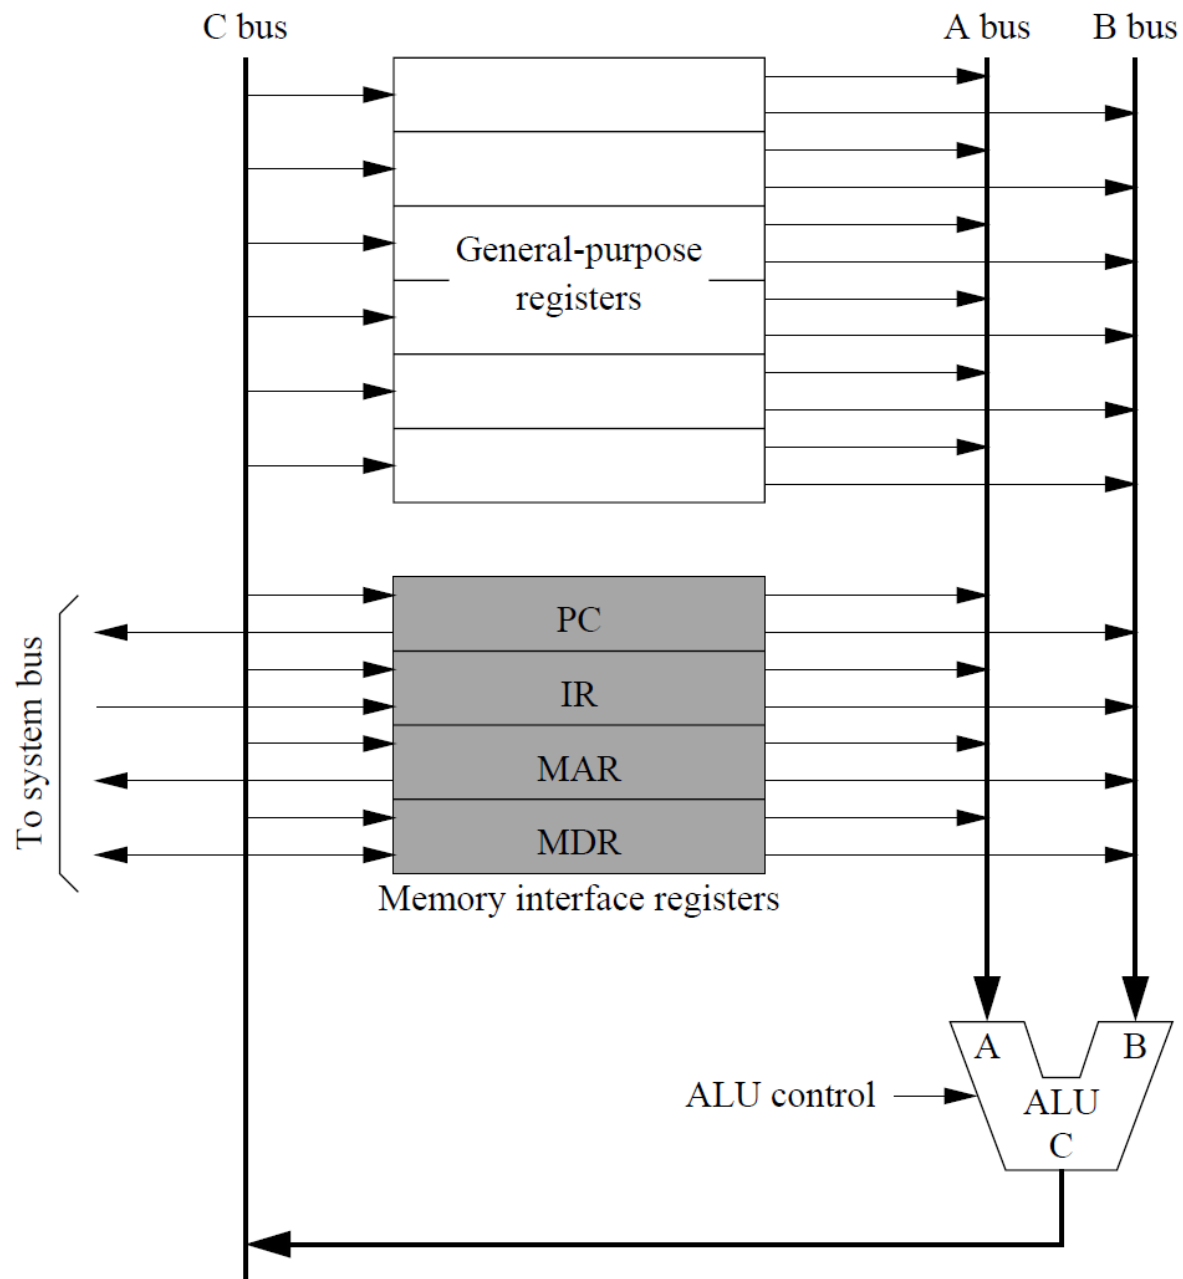 C bus
A bus
B bus
General-purpose
registers
To system bus
PC
IR
MAR
MDR
Memory interface registers
A
B
ALU control
ALU
C